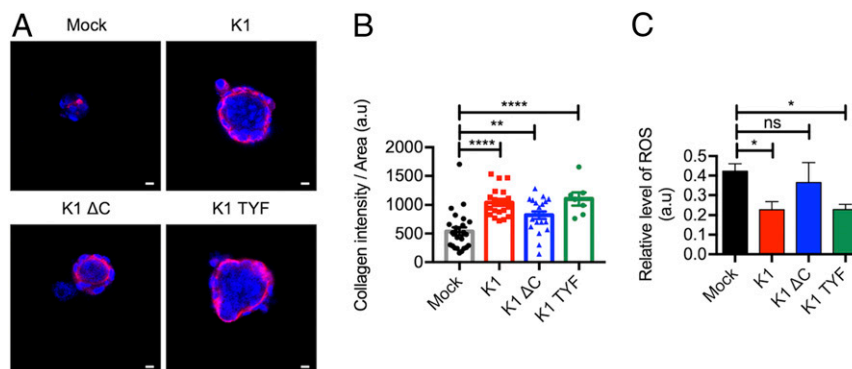 A
Mock
K1
K1 ΔC
K1 TYF
B
Collagen intensity / Area (a.u)
2000
1500
1000
500
0
****
**
****
Mock
K1
K1 ΔC
K1 TYF
C
Relative level of ROS
(a.u)
0.5
0.4
0.3
0.2
0.1
0.0
*
ns
*
Mock
K1
K1 ΔC
K1 TYF